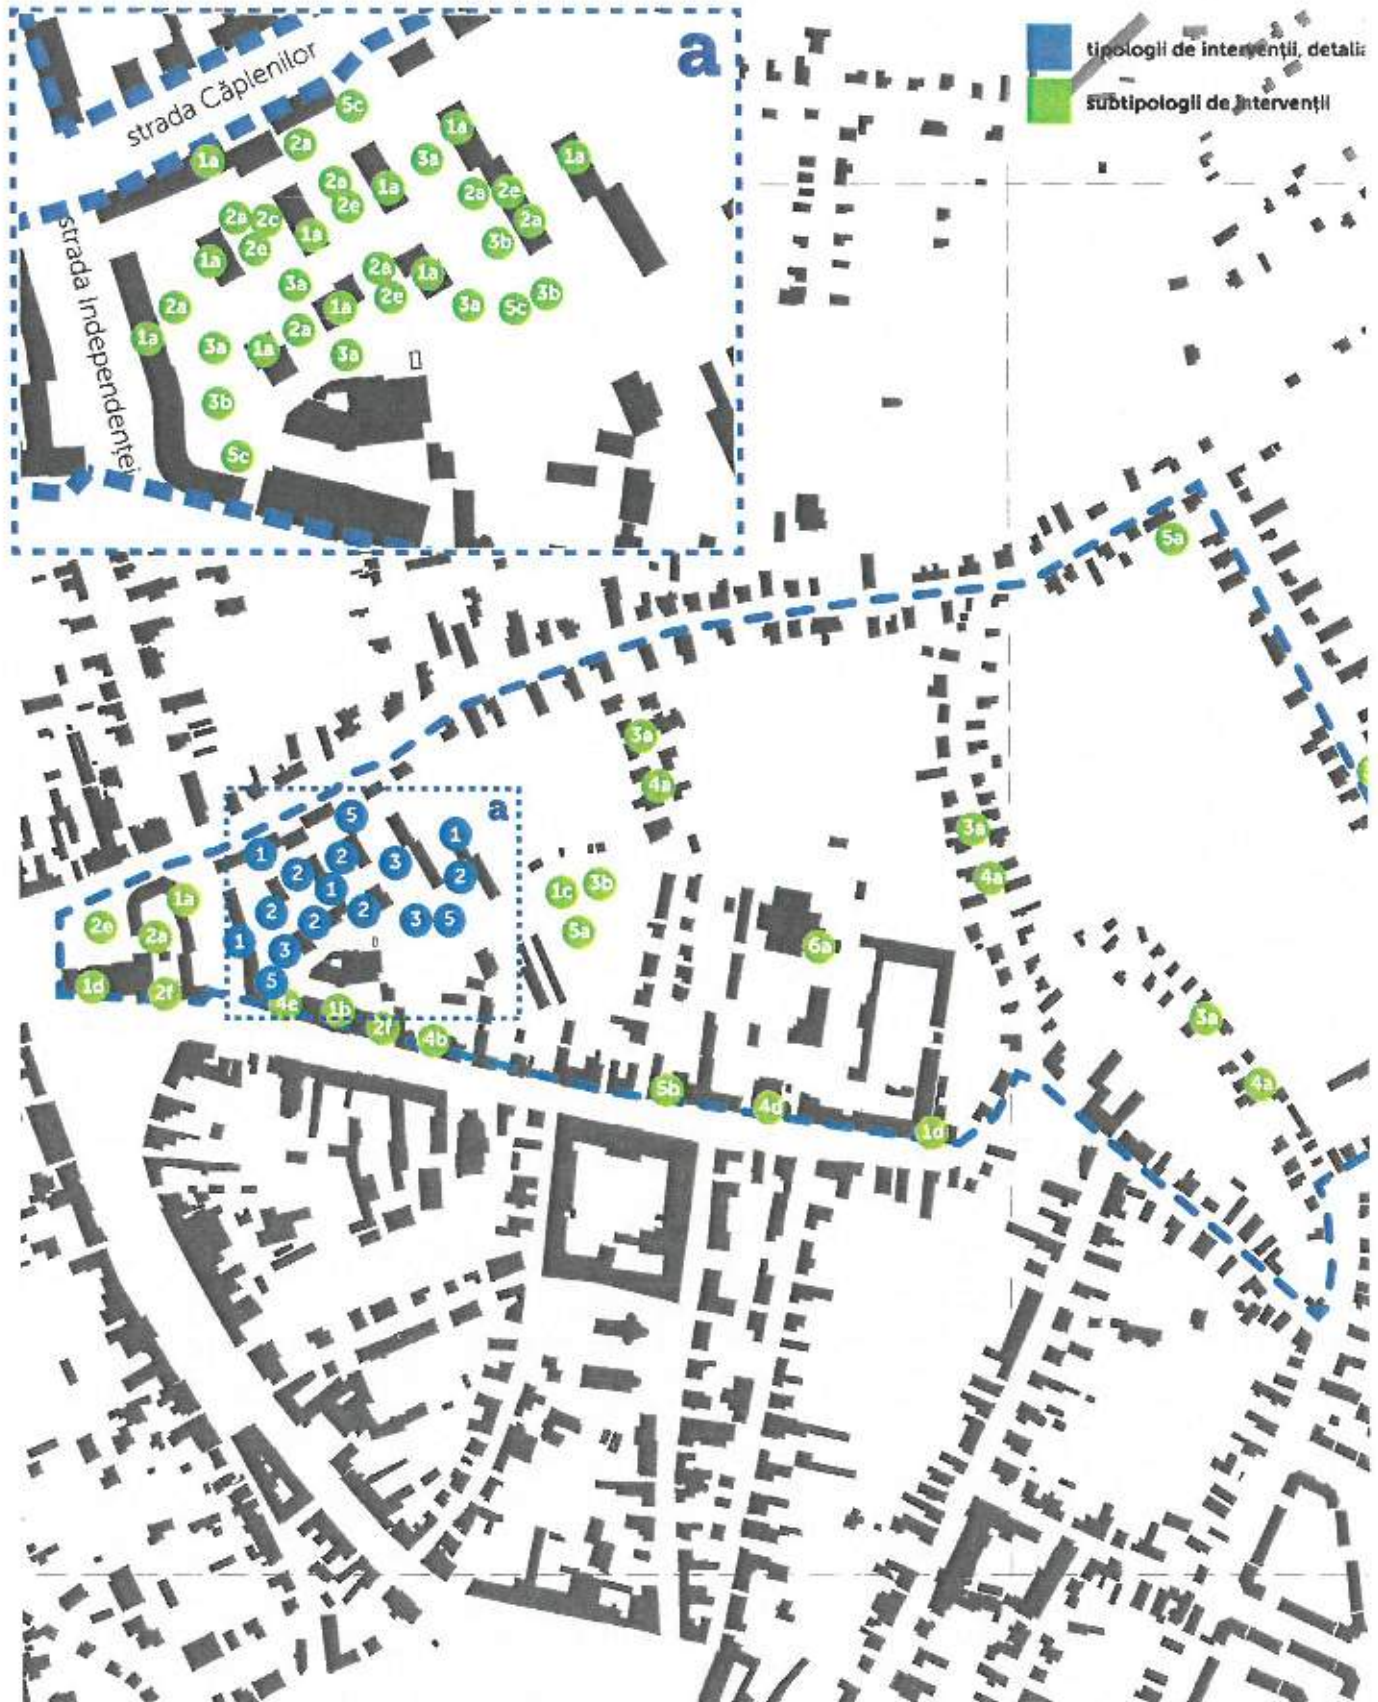 a
tipologii de intervenții,
subtipologii de intervenții
strada Căplenilor
5c
1a
2a
1a
3a
1a
2a
1a
2e
2a
2e
2a
2c
2a
1a
2e
3b
1a
2a
1a
3a
2e
3b
2a
1a
3a
5c
strada Independenței
2a
1a
3a
1a
3a
3b
5c
5a
3a
4a
a
5
1
1
2
3
2
2
1
2
2
2
3
5
1
3
5
3a
4a
1c
3b
5a
1a
2e
2a
1d
2f
4e
1b
2f
4b
6a
3a
4a
5b
4d
1d